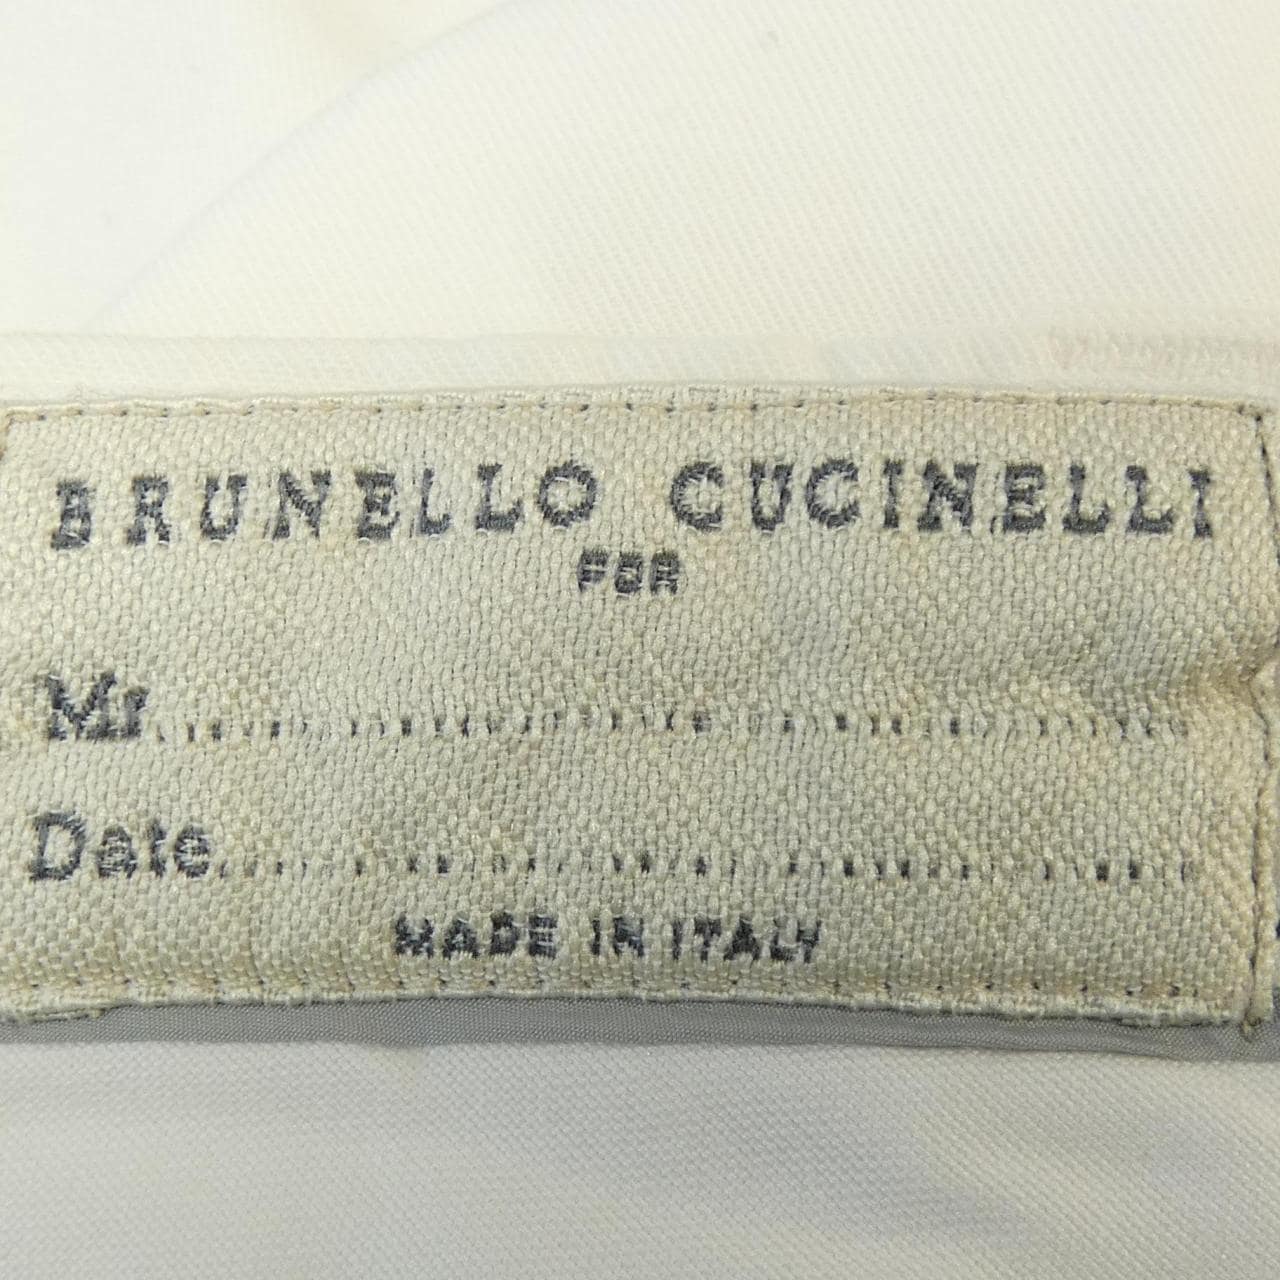 BRUNELLO CUCINELLI
FOR
Mr..........................................
Date..........................................
MADE IN ITALY